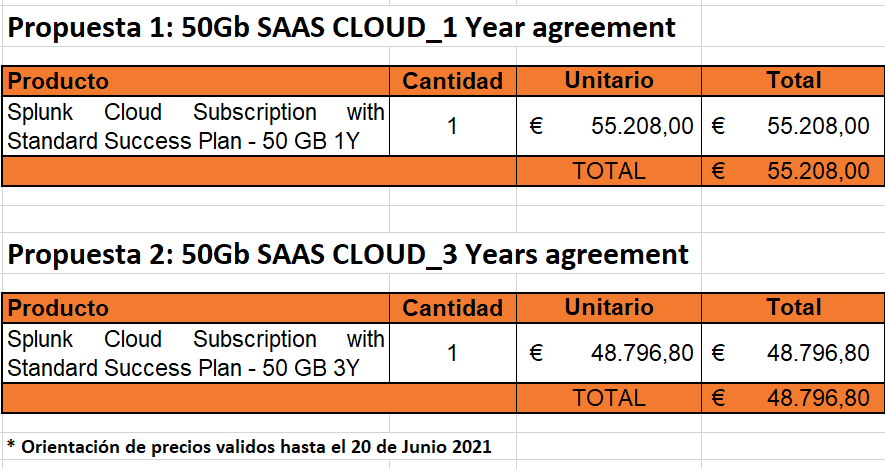 Propuesta 1: 50Gb SAAS CLOUD_1 Year agreement
Producto Cantidad Unitario Total
Splunk Cloud Subscription with
Standard Success Plan - 50 GB 1Y 1 € 55.208,00 € 55.208,00
TOTAL € 55.208,00
Propuesta 2: 50Gb SAAS CLOUD_3 Years agreement
Producto Cantidad Unitario Total
Splunk Cloud Subscription with
Standard Success Plan - 50 GB 3Y 1 € 48.796,80 € 48.796,80
TOTAL € 48.796,80
* Orientación de precios validos hasta el 20 de Junio 2021